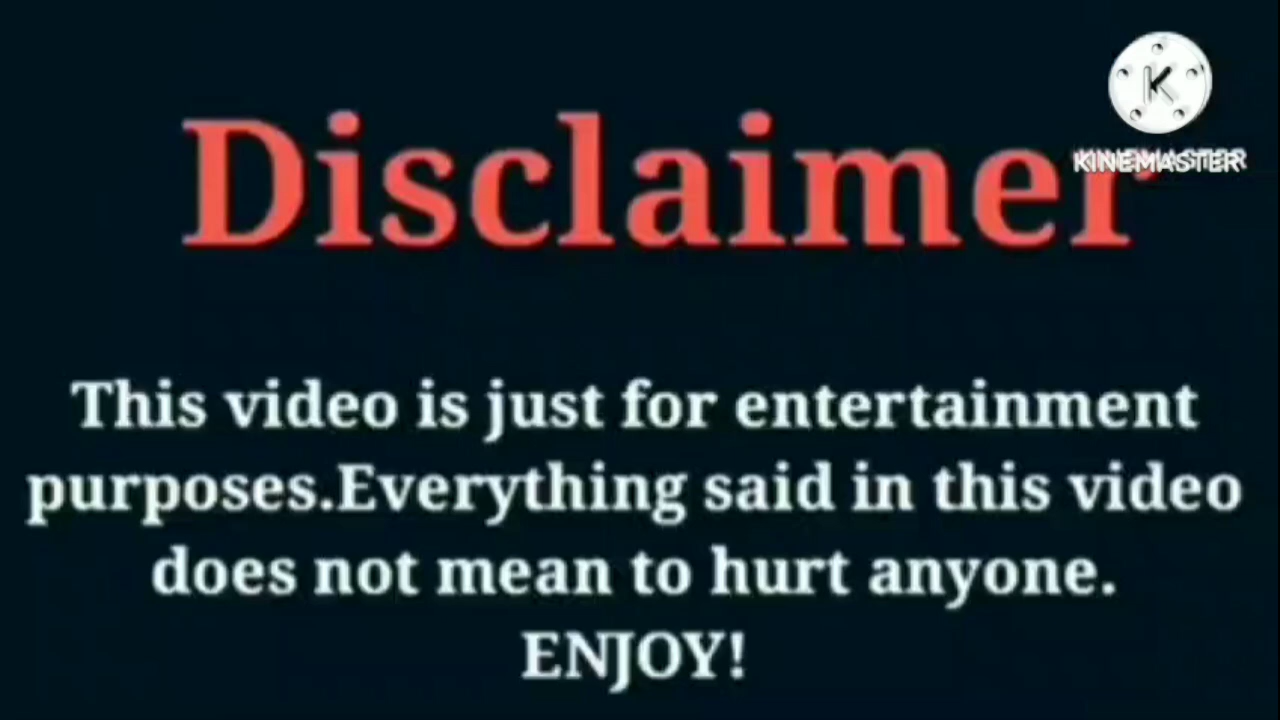 K
KINEMASTER
Disclaimer
This video is just for entertainment
purposes.Everything said in this video
does not mean to hurt anyone.
ENJOY!